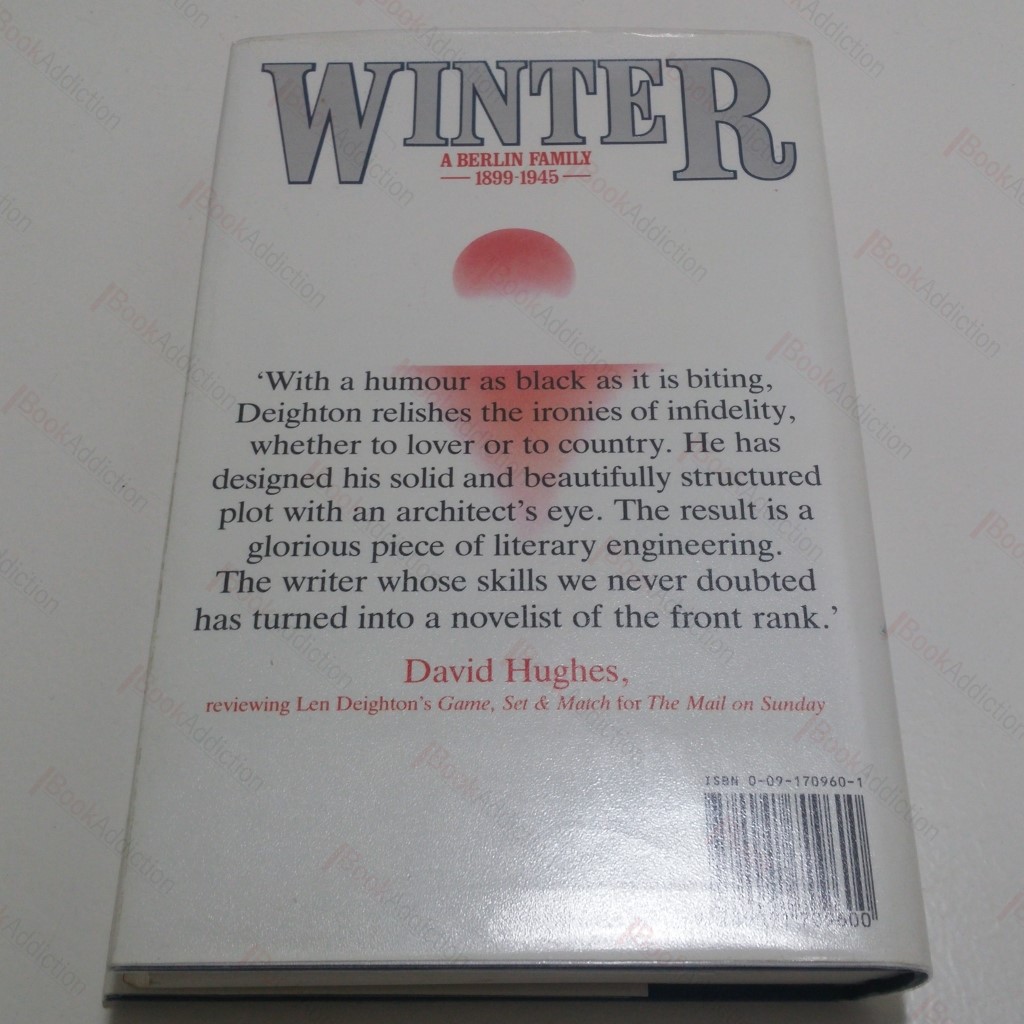 WINTER
A BERLIN FAMILY
1899-1945
‘With a humour as black as it is biting,
Deighton relishes the ironies of infidelity,
whether to lover or to country. He has
designed his solid and beautifully structured
plot with an architect’s eye. The result is a
glorious piece of literary engineering.
The writer whose skills we never doubted
has turned into a novelist of the front rank.’
David Hughes,
reviewing Len Deighton’s Game, Set & Match for The Mail on Sunday
ISBN 0-09-170960-1
BookAddiction